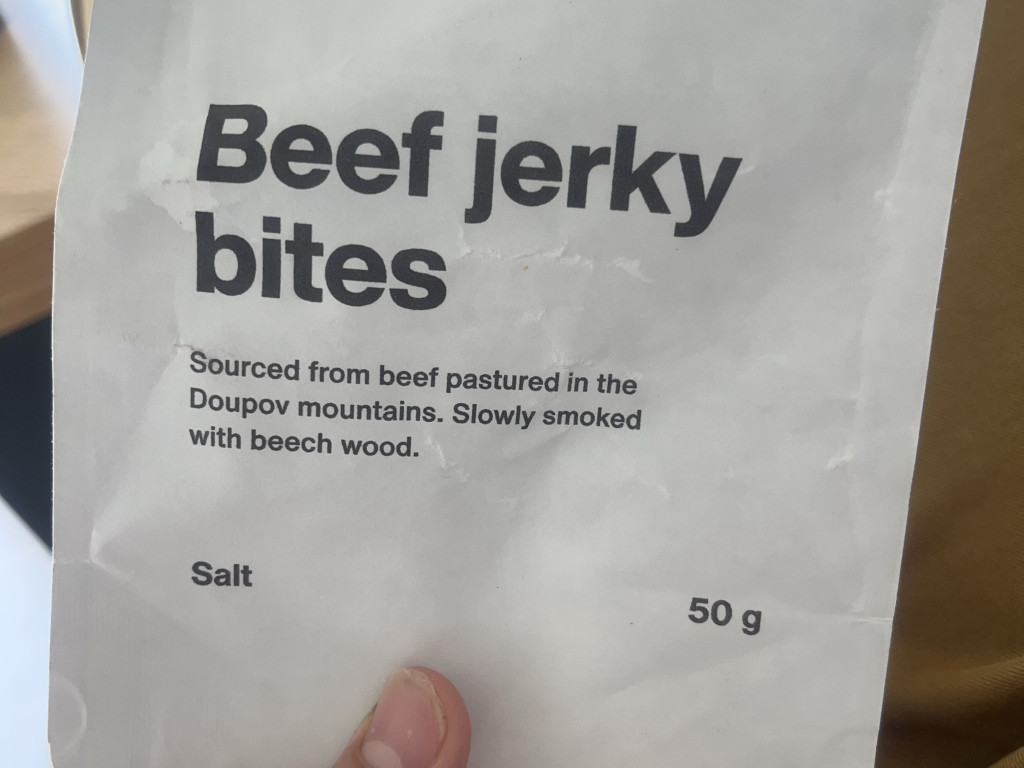 Beef jerky
bites
Sourced from beef pastured in the
Doupov mountains. Slowly smoked
with beech wood.
Salt
50 g